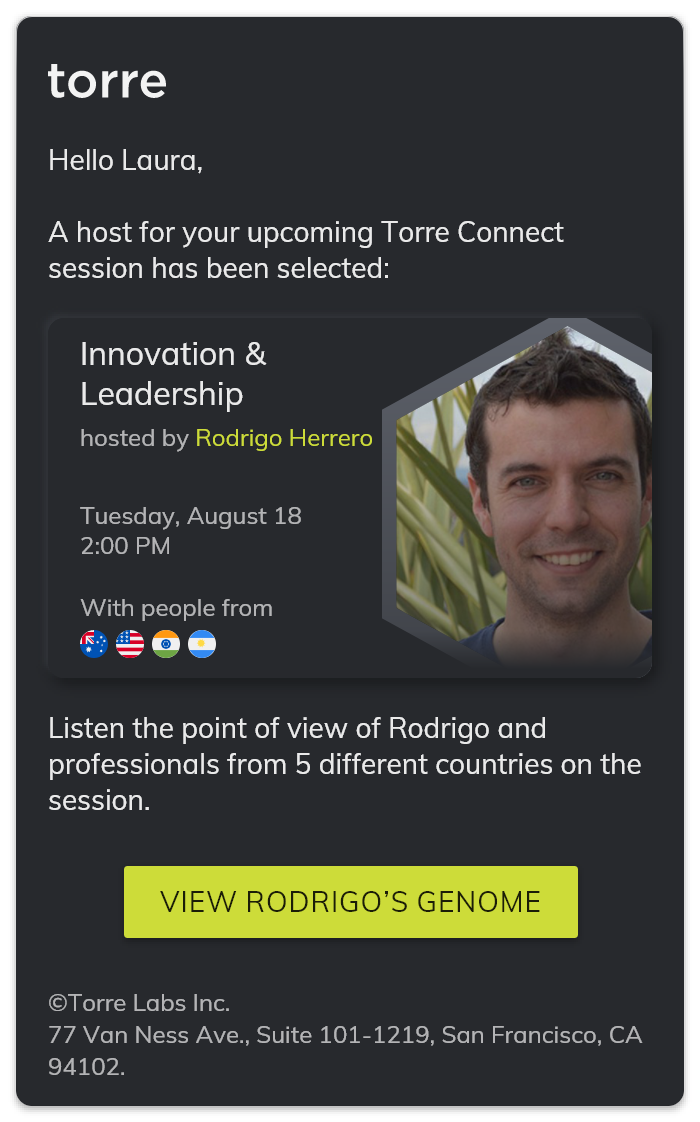 torre
Hello Laura,
A host for your upcoming Torre Connect
session has been selected:
Innovation &
Leadership
hosted by Rodrigo Herrero
Tuesday, August 18
2:00 PM
With people from
Listen the point of view of Rodrigo and
professionals from 5 different countries on the
session.
VIEW RODRIGO’S GENOME
©Torre Labs Inc.
77 Van Ness Ave., Suite 101-1219, San Francisco, CA
94102.